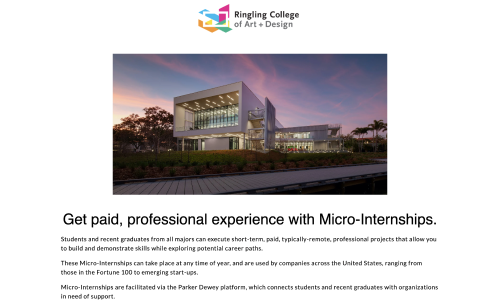 Ringling College
of Art + Design
Get paid, professional experience with Micro-Internships.
Students and recent graduates from all majors can execute short-term, paid, typically-remote, professional projects that allow you
to build and demonstrate skills while exploring potential career paths.
These Micro-Internships can take place at any time of year, and are used by companies across the United States, ranging from
those in the Fortune 100 to emerging start-ups.
Micro-Internships are facilitated via the Parker Dewey platform, which connects students and recent graduates with organizations
in need of support.